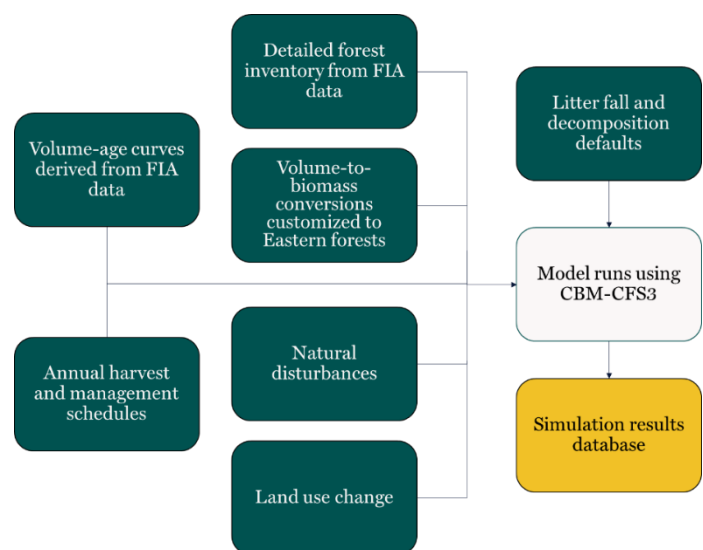 Detailed forest
inventory from FIA
data
Litter fall and
decomposition
defaults
Volume-age curves
derived from FIA
data
Volume-to-
biomass
conversions
customized to
Eastern forests
Model runs using
CBM-CFS3
Annual harvest
and management
schedules
Natural
disturbances
Simulation results
database
Land use change